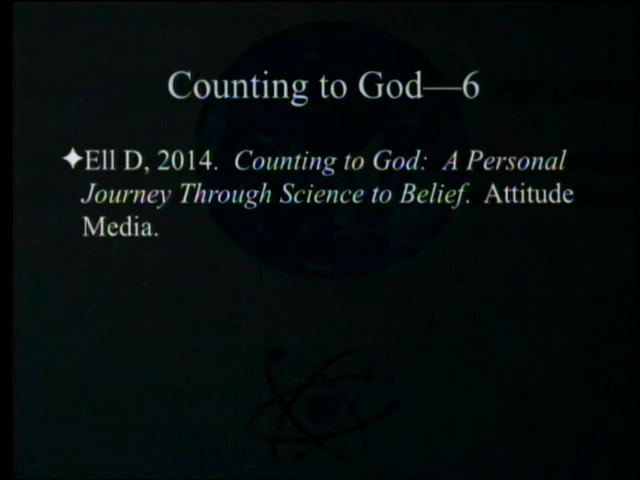 Counting to God—6
✦Ell D, 2014. Counting to God: A Personal
Journey Through Science to Belief. Attitude
Media.